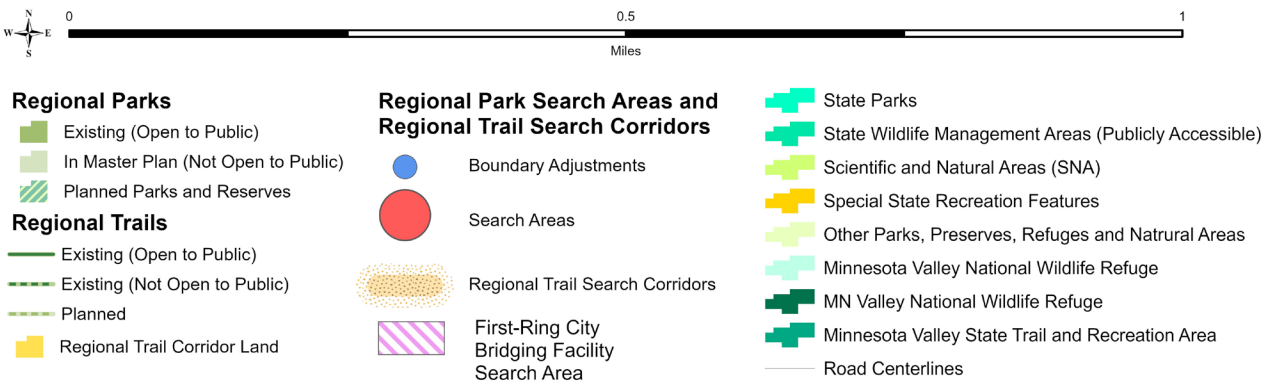 N
W E
S
0 0.5 1
Miles
Regional Parks
Existing (Open to Public)
In Master Plan (Not Open to Public)
Planned Parks and Reserves
Regional Trails
Existing (Open to Public)
Existing (Not Open to Public)
Planned
Regional Trail Corridor Land
Regional Park Search Areas and
Regional Trail Search Corridors
Boundary Adjustments
Search Areas
Regional Trail Search Corridors
First-Ring City
Bridging Facility
Search Area
State Parks
State Wildlife Management Areas (Publicly Accessible)
Scientific and Natural Areas (SNA)
Special State Recreation Features
Other Parks, Preserves, Refuges and Natrural Areas
Minnesota Valley National Wildlife Refuge
MN Valley National Wildlife Refuge
Minnesota Valley State Trail and Recreation Area
Road Centerlines